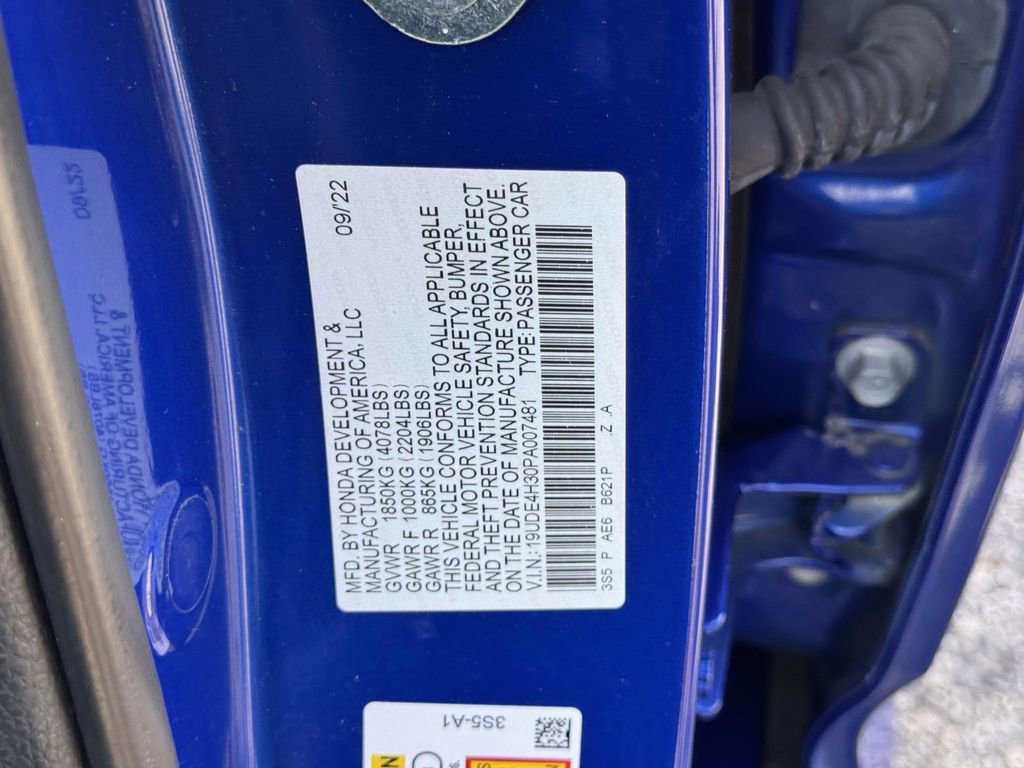 MFD. BY HONDA DEVELOPMENT &
MANUFACTURING OF AMERICA, LLC 09/'22
GVWR 1850KG (4078LBS)
GAWR F 1000KG (2204LBS)
GAWR R 865KG (1906LBS)
THIS VEHICLE CONFORMS TO ALL APPLICABLE
FEDERAL MOTOR VEHICLE SAFETY, BUMPER,
AND THEFT PREVENTION STANDARDS IN EFFECT
ON THE DATE OF MANUFACTURE SHOWN ABOVE.
V.I.N.: 19UDE4H30PA007481 TYPE: PASSENGER CAR
3S5 P AE6 B621P .Z .A
3S5-A1